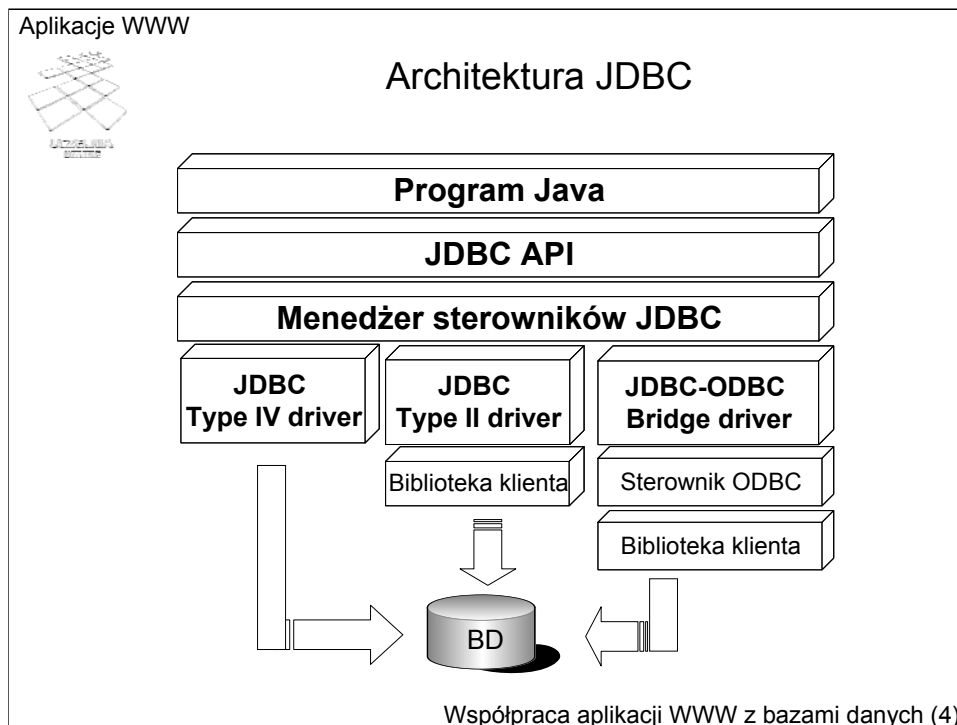 Aplikacje WWW
Architektura JDBC
Program Java
JDBC API
Menedżer sterowników JDBC
JDBC
Type IV driver
JDBC
Type II driver
JDBC-ODBC
Bridge driver
Biblioteka klienta
Sterownik ODBC
Biblioteka klienta
BD
Współpraca aplikacji WWW z bazami danych (4)